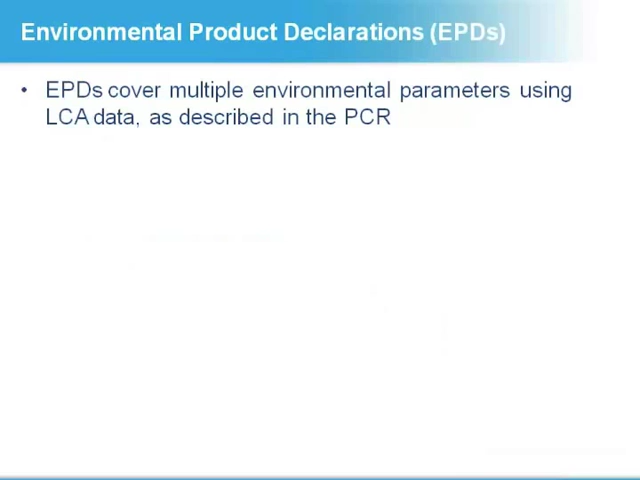 Environmental Product Declarations (EPDs)
• EPDs cover multiple environmental parameters using
LCA data, as described in the PCR